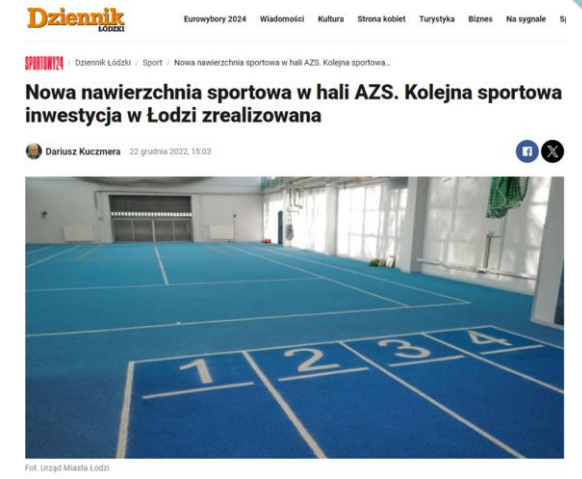 Dziennik
ŁÓDZKI
Eurowybory 2024 Wiadomości Kultura Strona kobiet Turystyka Biznes Na sygnale
SPORTOWY24 / Dziennik Łódzki / Sport / Nowa nawierzchnia sportowa w hali AZS. Kolejna sportowa...
Nowa nawierzchnia sportowa w hali AZS. Kolejna sportowa
inwestycja w Łodzi zrealizowana
Dariusz Kuczmera 22 grudnia 2022, 15:03
1 2 3 4
Fot. Urząd Miasta Łodzi